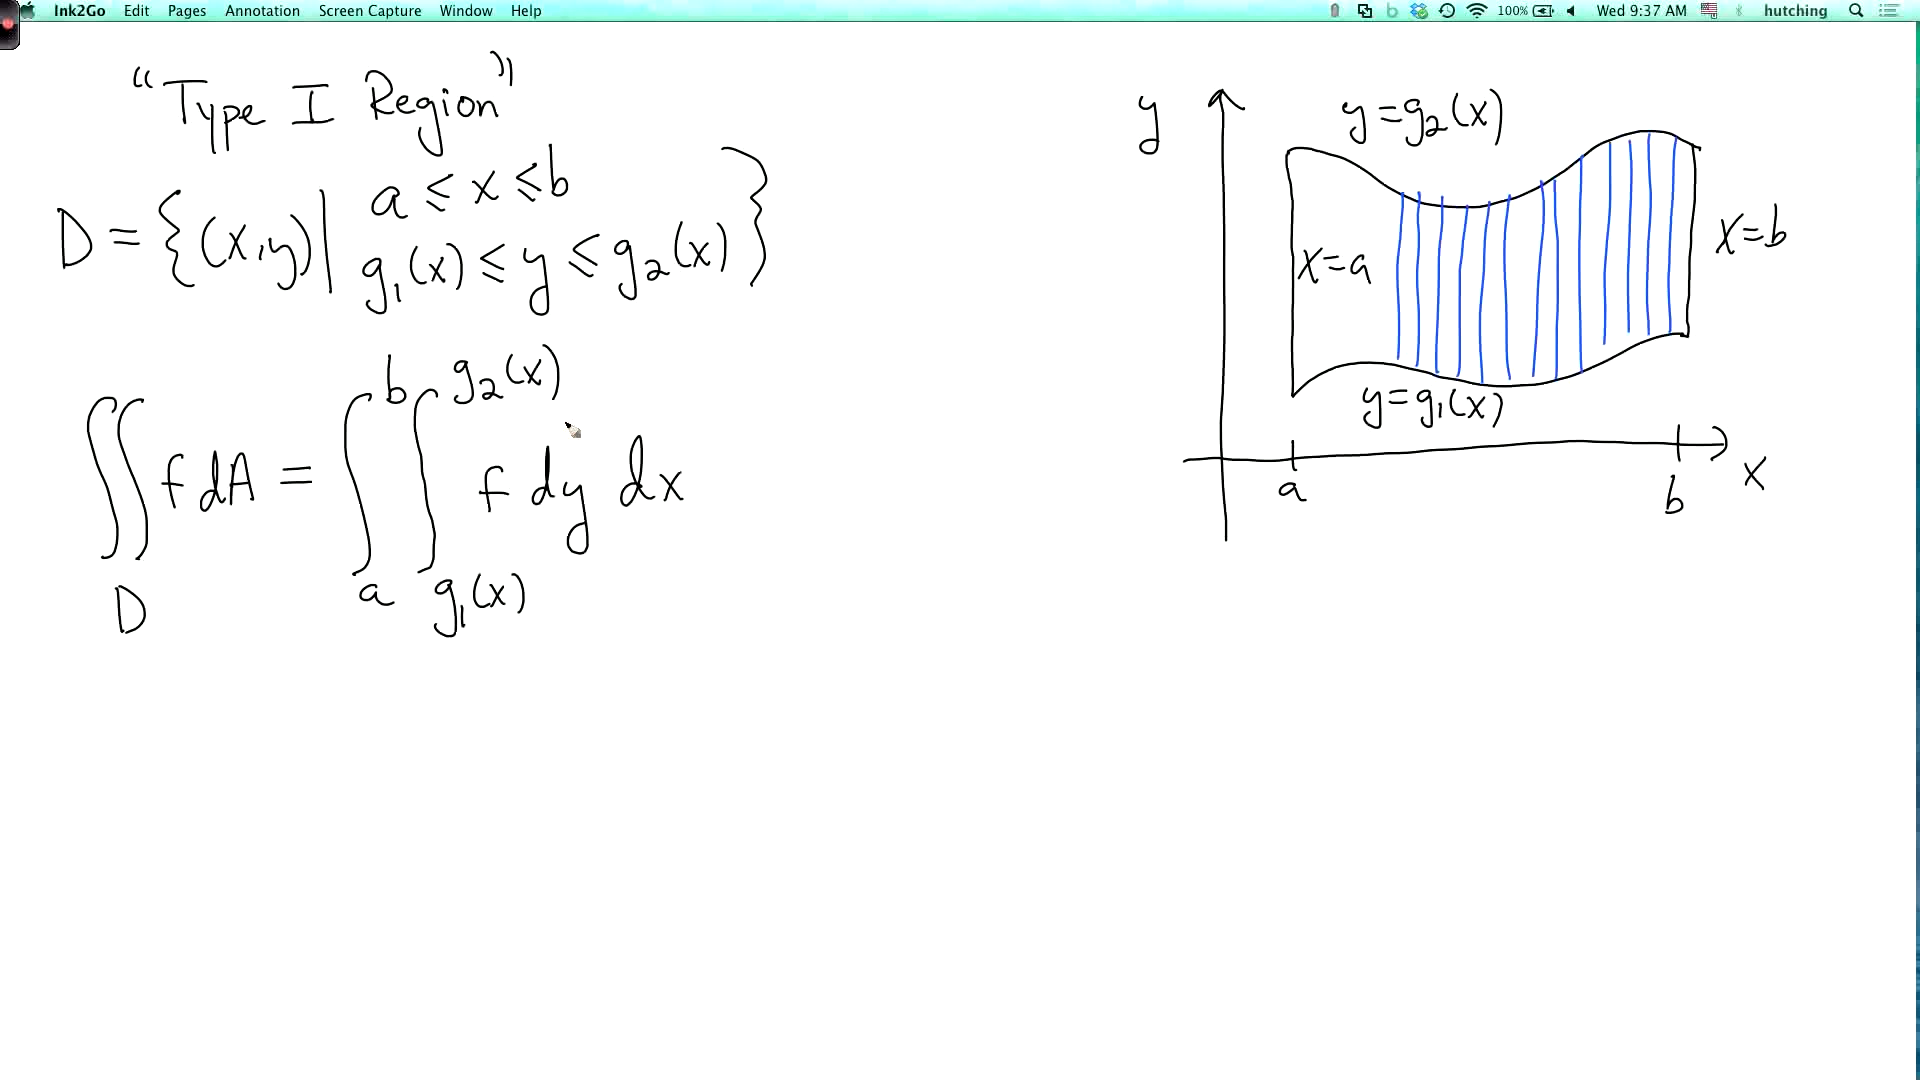 Ink2Go Edit Pages Annotation Screen Capture Window Help 100% Wed 9:37 AM hutching
"Type I Region"
D = {(x,y) | a ≤ x ≤ b
g₁(x) ≤ y ≤ g₂(x)}
∬_D f dA = ∫_a^b ∫_{g₁(x)}^{g₂(x)} f dy dx
y
y = g₂(x)
x = a
x = b
y = g₁(x)
a
b
x